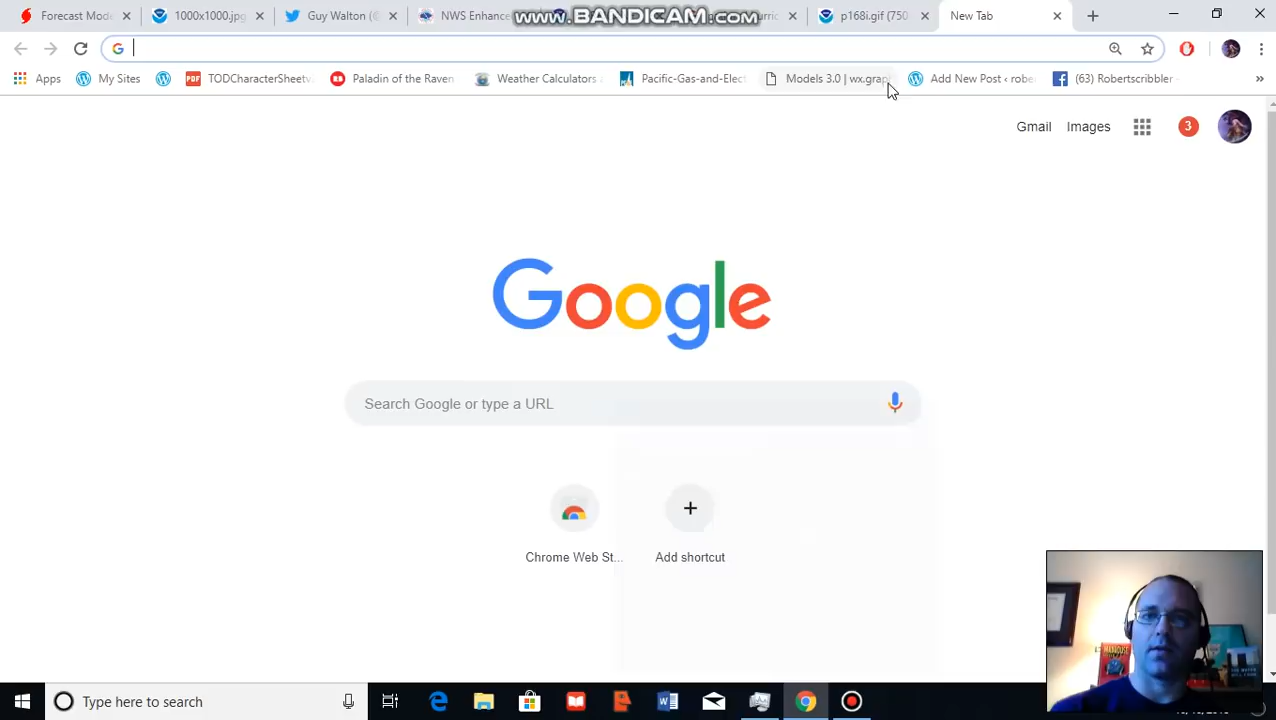 Forecast Mode
1000x1000.jpg
Guy Walton (@
NWS Enhance
p168i.gif (750
New Tab
www.BANDICAM.com
Apps
My Sites
PDF
TODCharacterSheet
Paladin of the Raven
Weather Calculators
Pacific-Gas-and-Elect
Models 3.0 | wx.grap
Add New Post ‹ robe
(63) Robertscribbler -
Gmail
Images
3
Google
Search Google or type a URL
Chrome Web St...
Add shortcut
Type here to search